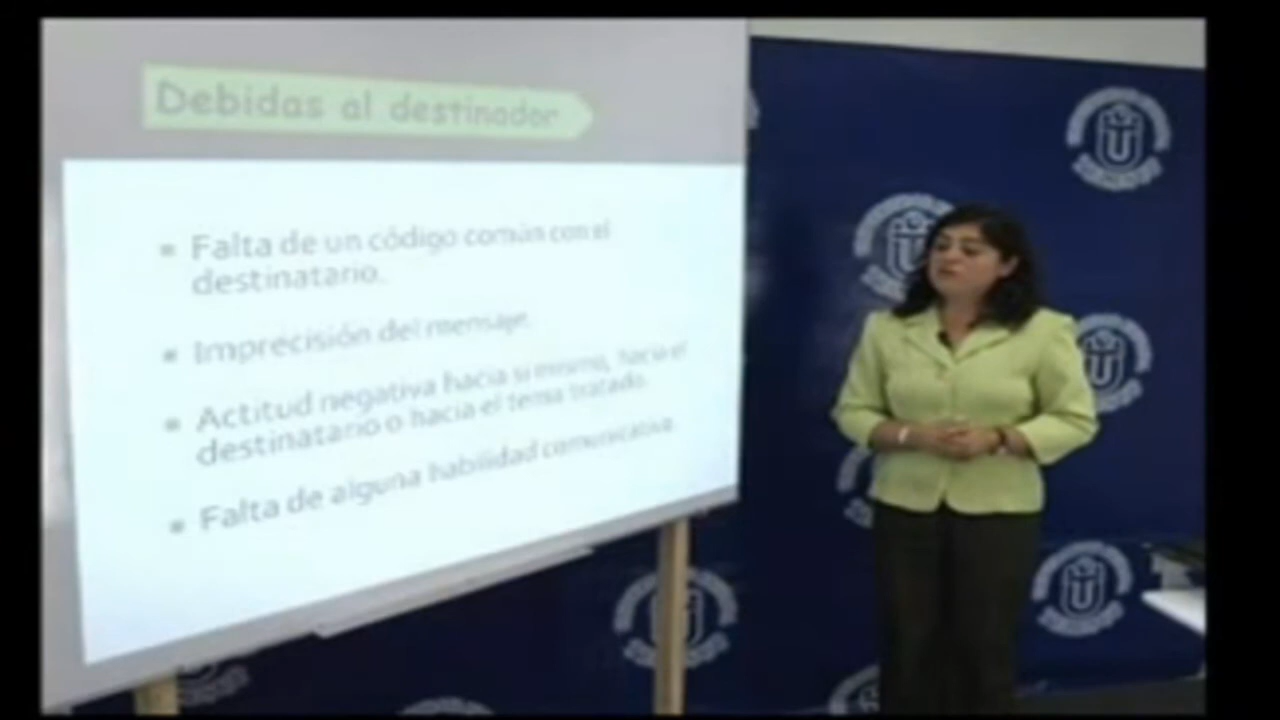 Debidas al destinador
Falta de un código común con el
destinatario.
Imprecisión del mensaje.
Actitud negativa hacia si mismo, hacia el
destinatario o hacia el tema tratado.
Falta de alguna habilidad comunicativa.